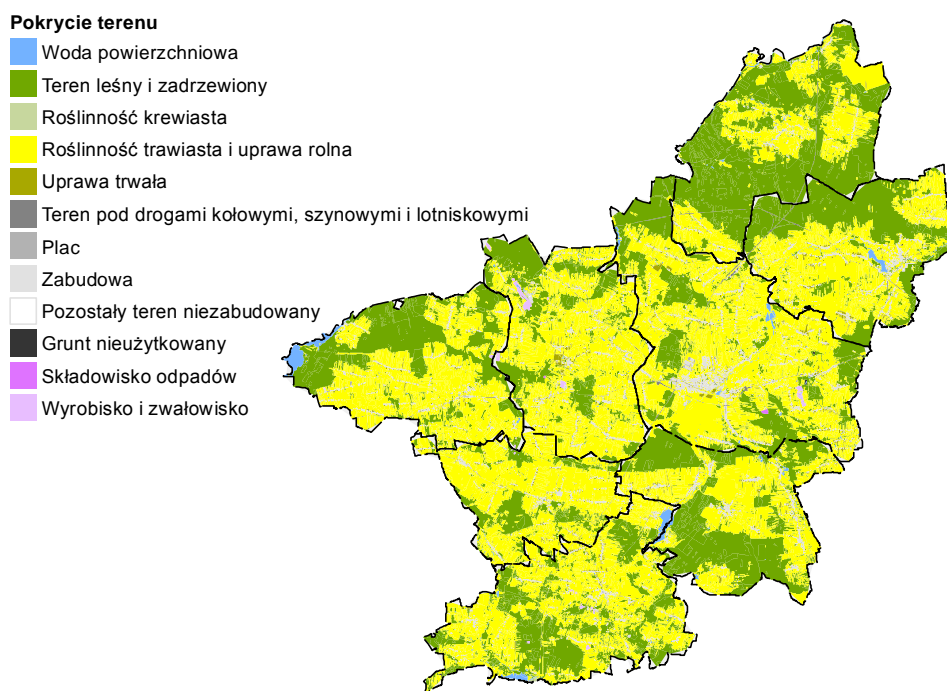 Pokrycie terenu
Woda powierzchniowa
Teren leśny i zadrzewiony
Roślinność krewiasta
Roślinność trawiasta i uprawa rolna
Uprawa trwała
Teren pod drogami kołowymi, szynowymi i lotniskowymi
Plac
Zabudowa
Pozostały teren niezabudowany
Grunt nieużytkowany
Składowisko odpadów
Wyrobisko i zwałowisko